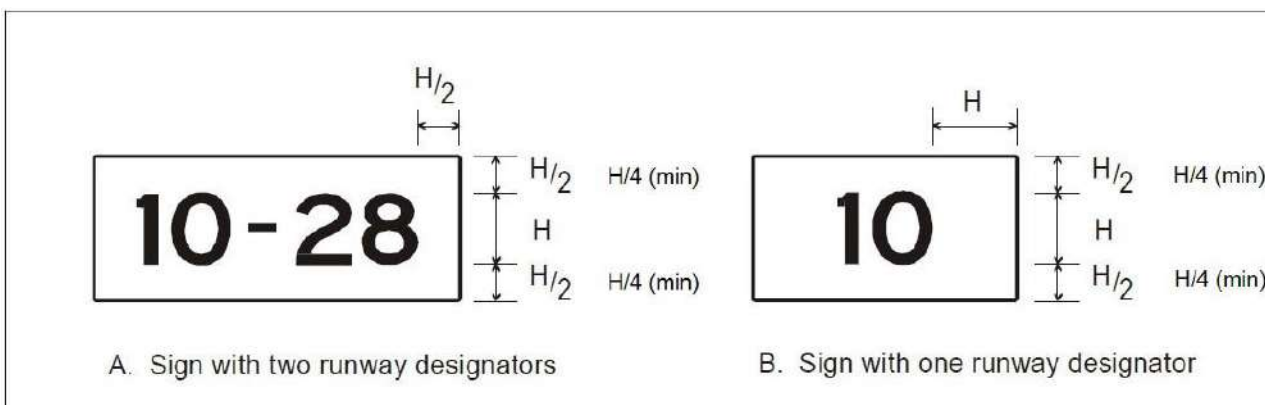 H/2
H
10-28
H/2 H/4 (min)
H
H/2 H/4 (min)
10
H/2 H/4 (min)
H
H/2 H/4 (min)
A. Sign with two runway designators
B. Sign with one runway designator